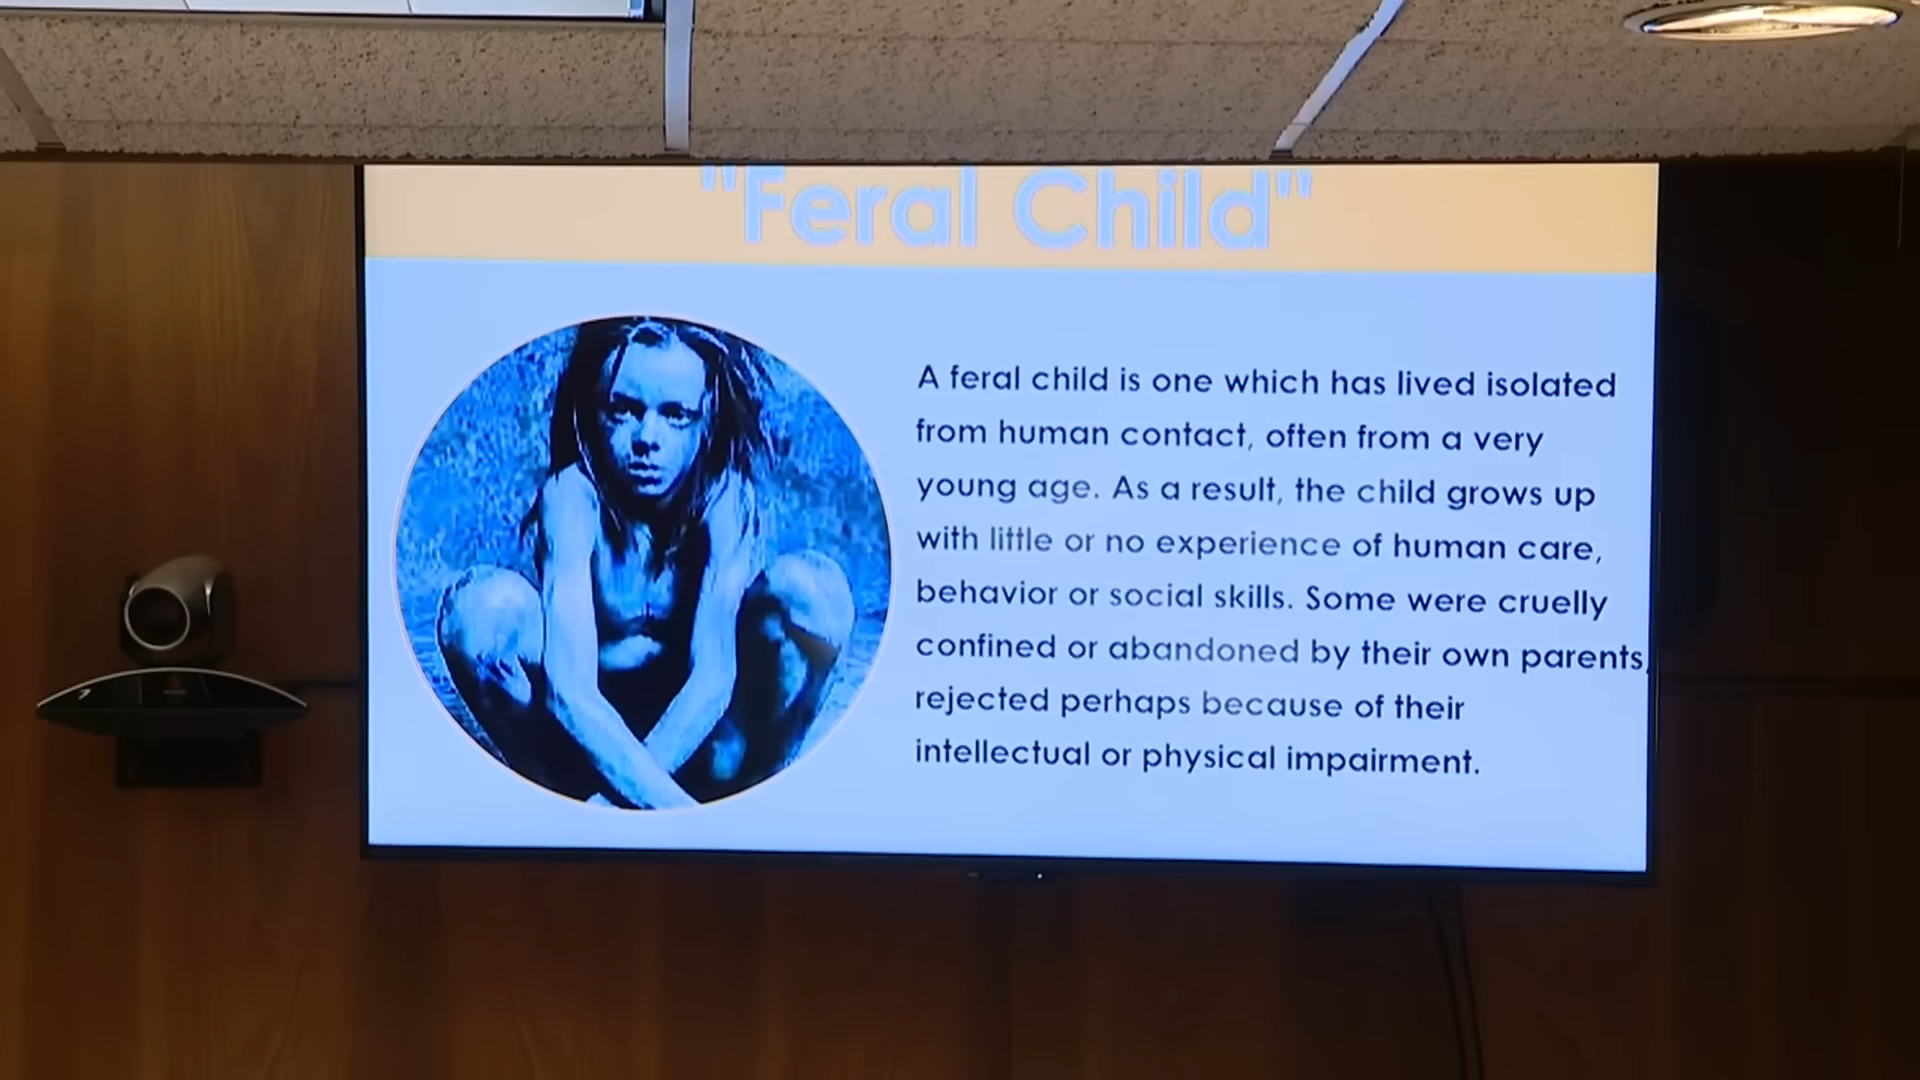 "Feral Child"
A feral child is one which has lived isolated
from human contact, often from a very
young age. As a result, the child grows up
with little or no experience of human care,
behavior or social skills. Some were cruelly
confined or abandoned by their own parents,
rejected perhaps because of their
intellectual or physical impairment.